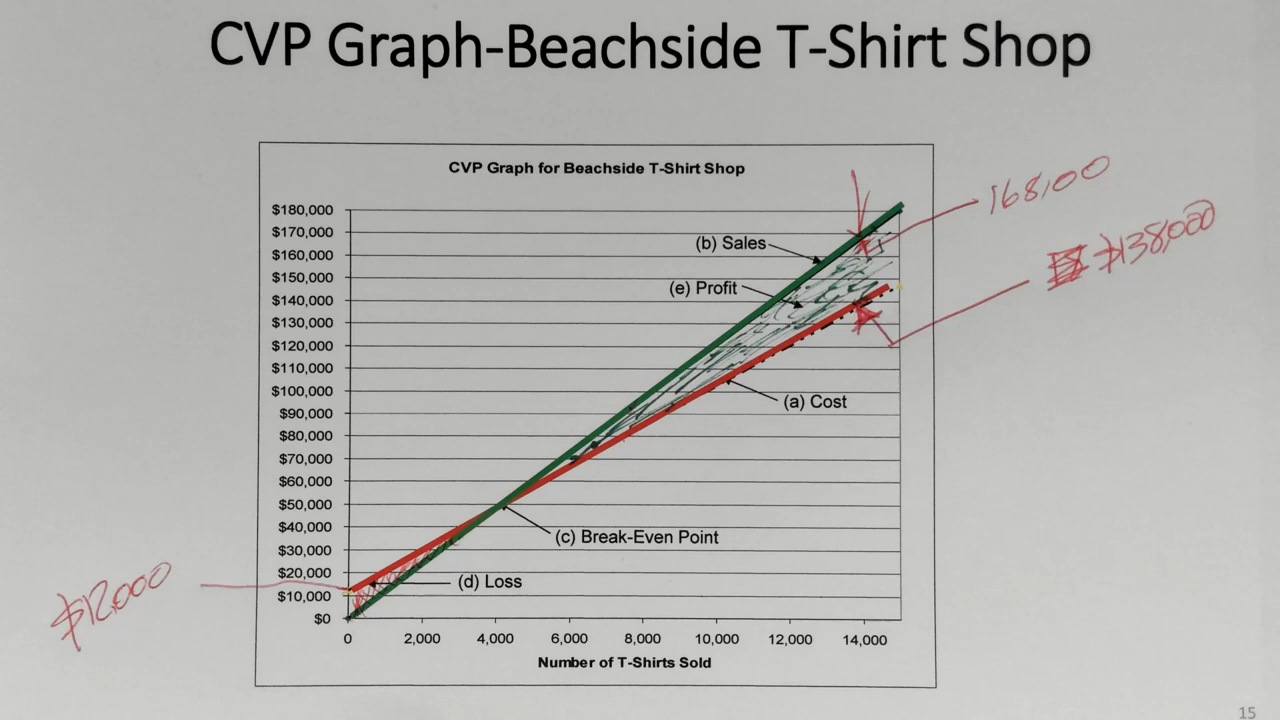 CVP Graph-Beachside T-Shirt Shop
CVP Graph for Beachside T-Shirt Shop
$180,000
$170,000
$160,000
$150,000
$140,000
$130,000
$120,000
$110,000
$100,000
$90,000
$80,000
$70,000
$60,000
$50,000
$40,000
$30,000
$20,000
$10,000
$0
(b) Sales
(e) Profit
(a) Cost
(c) Break-Even Point
(d) Loss
168,00
$138,000
$12,000
0 2,000 4,000 6,000 8,000 10,000 12,000 14,000
Number of T-Shirts Sold
15